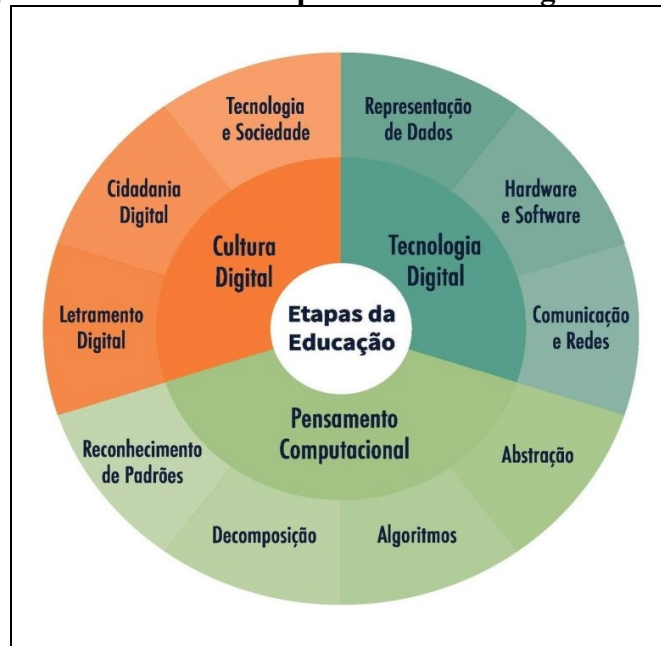 Tecnologia
e Sociedade
Representação
de Dados
Cidadania
Digital
Hardware
e Software
Cultura
Digital
Tecnologia
Digital
Letramento
Digital
Etapas da
Educação
Comunicação
e Redes
Pensamento
Computacional
Reconhecimento
de Padrões
Abstração
Decomposição
Algoritmos